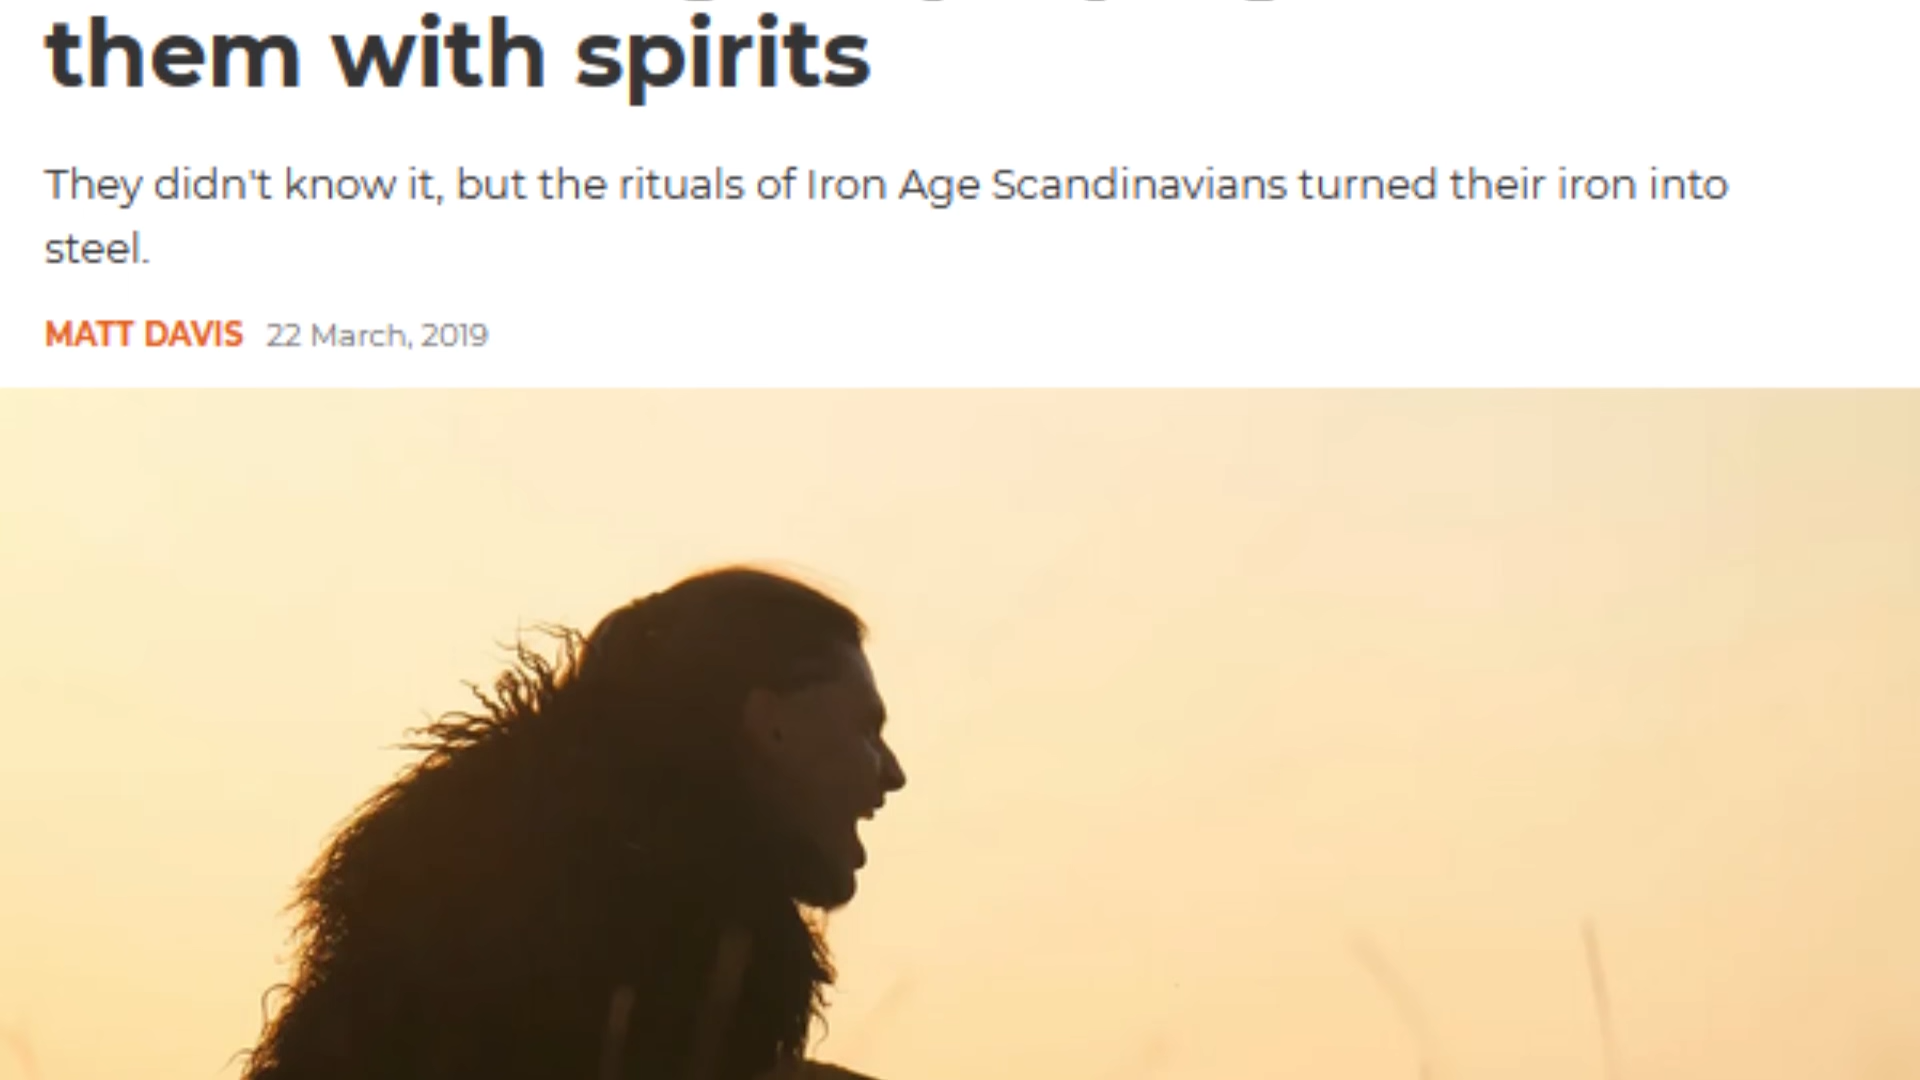 them with spirits
They didn't know it, but the rituals of Iron Age Scandinavians turned their iron into
steel.
MATT DAVIS 22 March, 2019